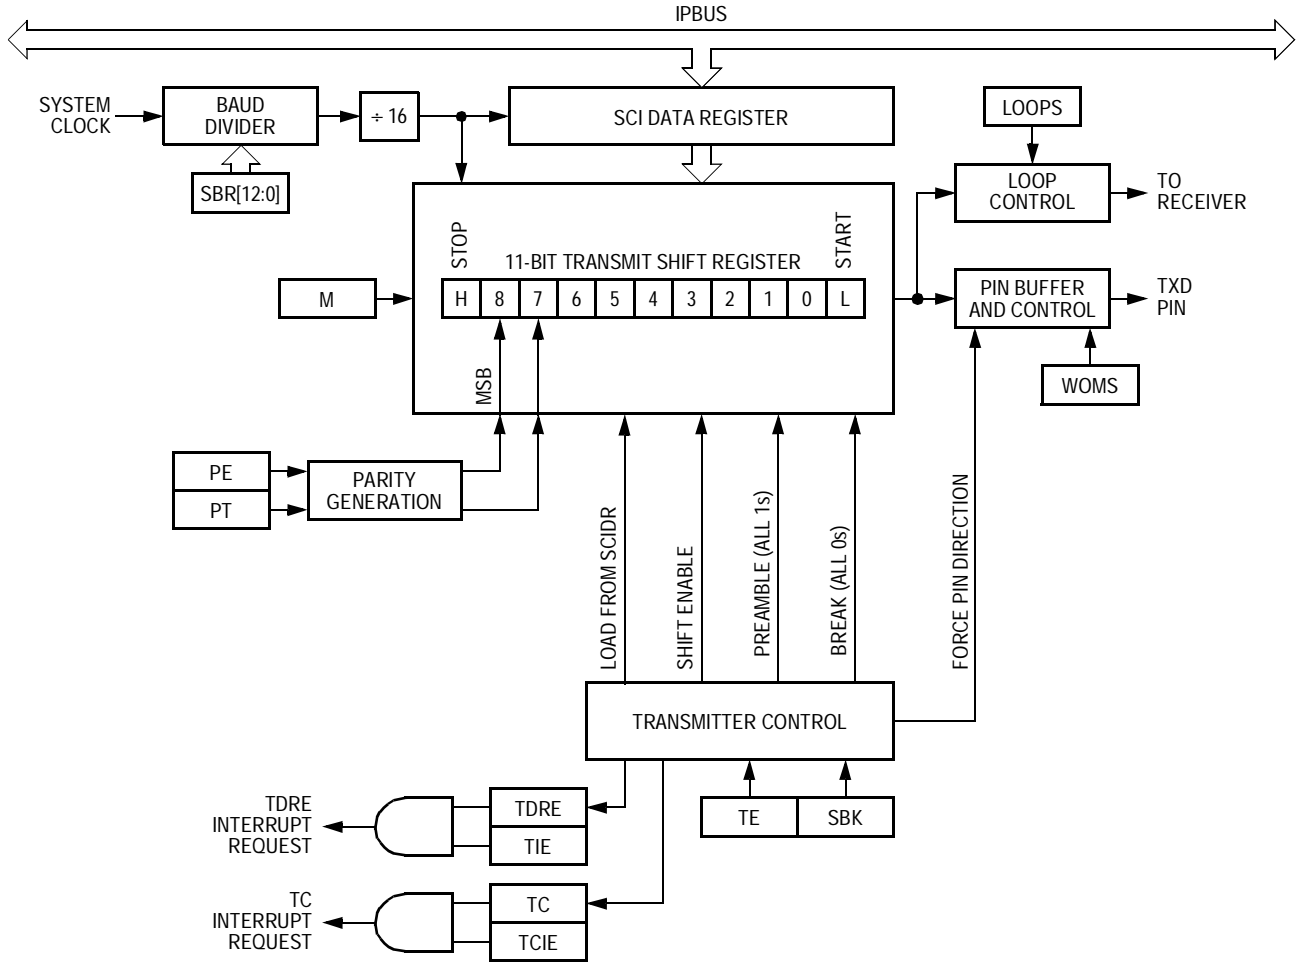 IPBUS
SYSTEM
CLOCK
BAUD
DIVIDER
÷ 16
SCI DATA REGISTER
LOOPS
SBR[12:0]
LOOP
CONTROL
TO
RECEIVER
STOP
11-BIT TRANSMIT SHIFT REGISTER
START
M
H 8 7 6 5 4 3 2 1 0 L
PIN BUFFER
AND CONTROL
TXD
PIN
MSB
WOMS
PE
PT
PARITY
GENERATION
LOAD FROM SCIDR
SHIFT ENABLE
PREAMBLE (ALL 1s)
BREAK (ALL 0s)
FORCE PIN DIRECTION
TRANSMITTER CONTROL
TDRE
INTERRUPT
REQUEST
TDRE
TIE
TE
SBK
TC
INTERRUPT
REQUEST
TC
TCIE